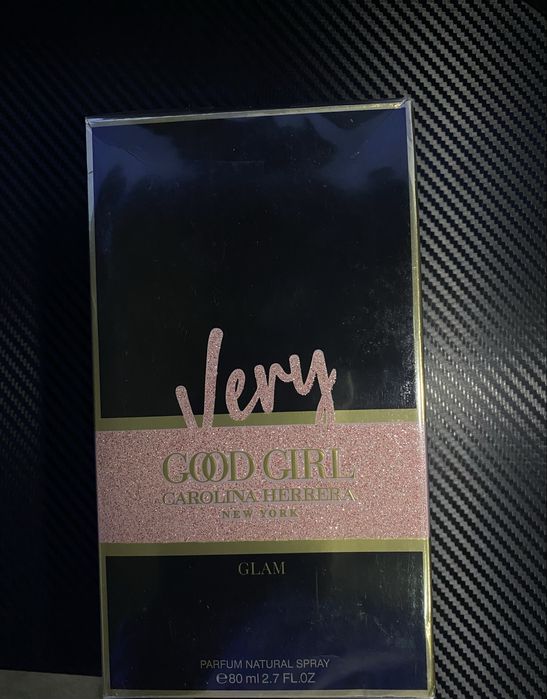 Very
GOOD GIRL
CAROLINA HERRERA
NEW YORK
GLAM
PARFUM NATURAL SPRAY
℮80 ml 2.7 FL.OZ